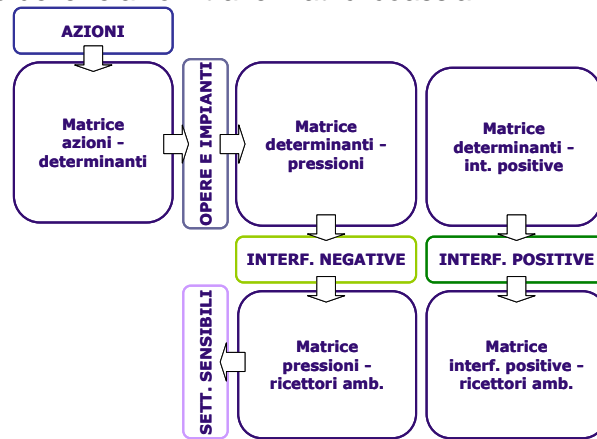 AZIONI
Matrice
azioni -
determinanti
OPERE E IMPIANTI
Matrice
determinanti -
pressioni
Matrice
determinanti -
int. positive
INTERF. NEGATIVE
INTERF. POSITIVE
SETT. SENSIBILI
Matrice
pressioni -
ricettori amb.
Matrice
interf. positive -
ricettori amb.